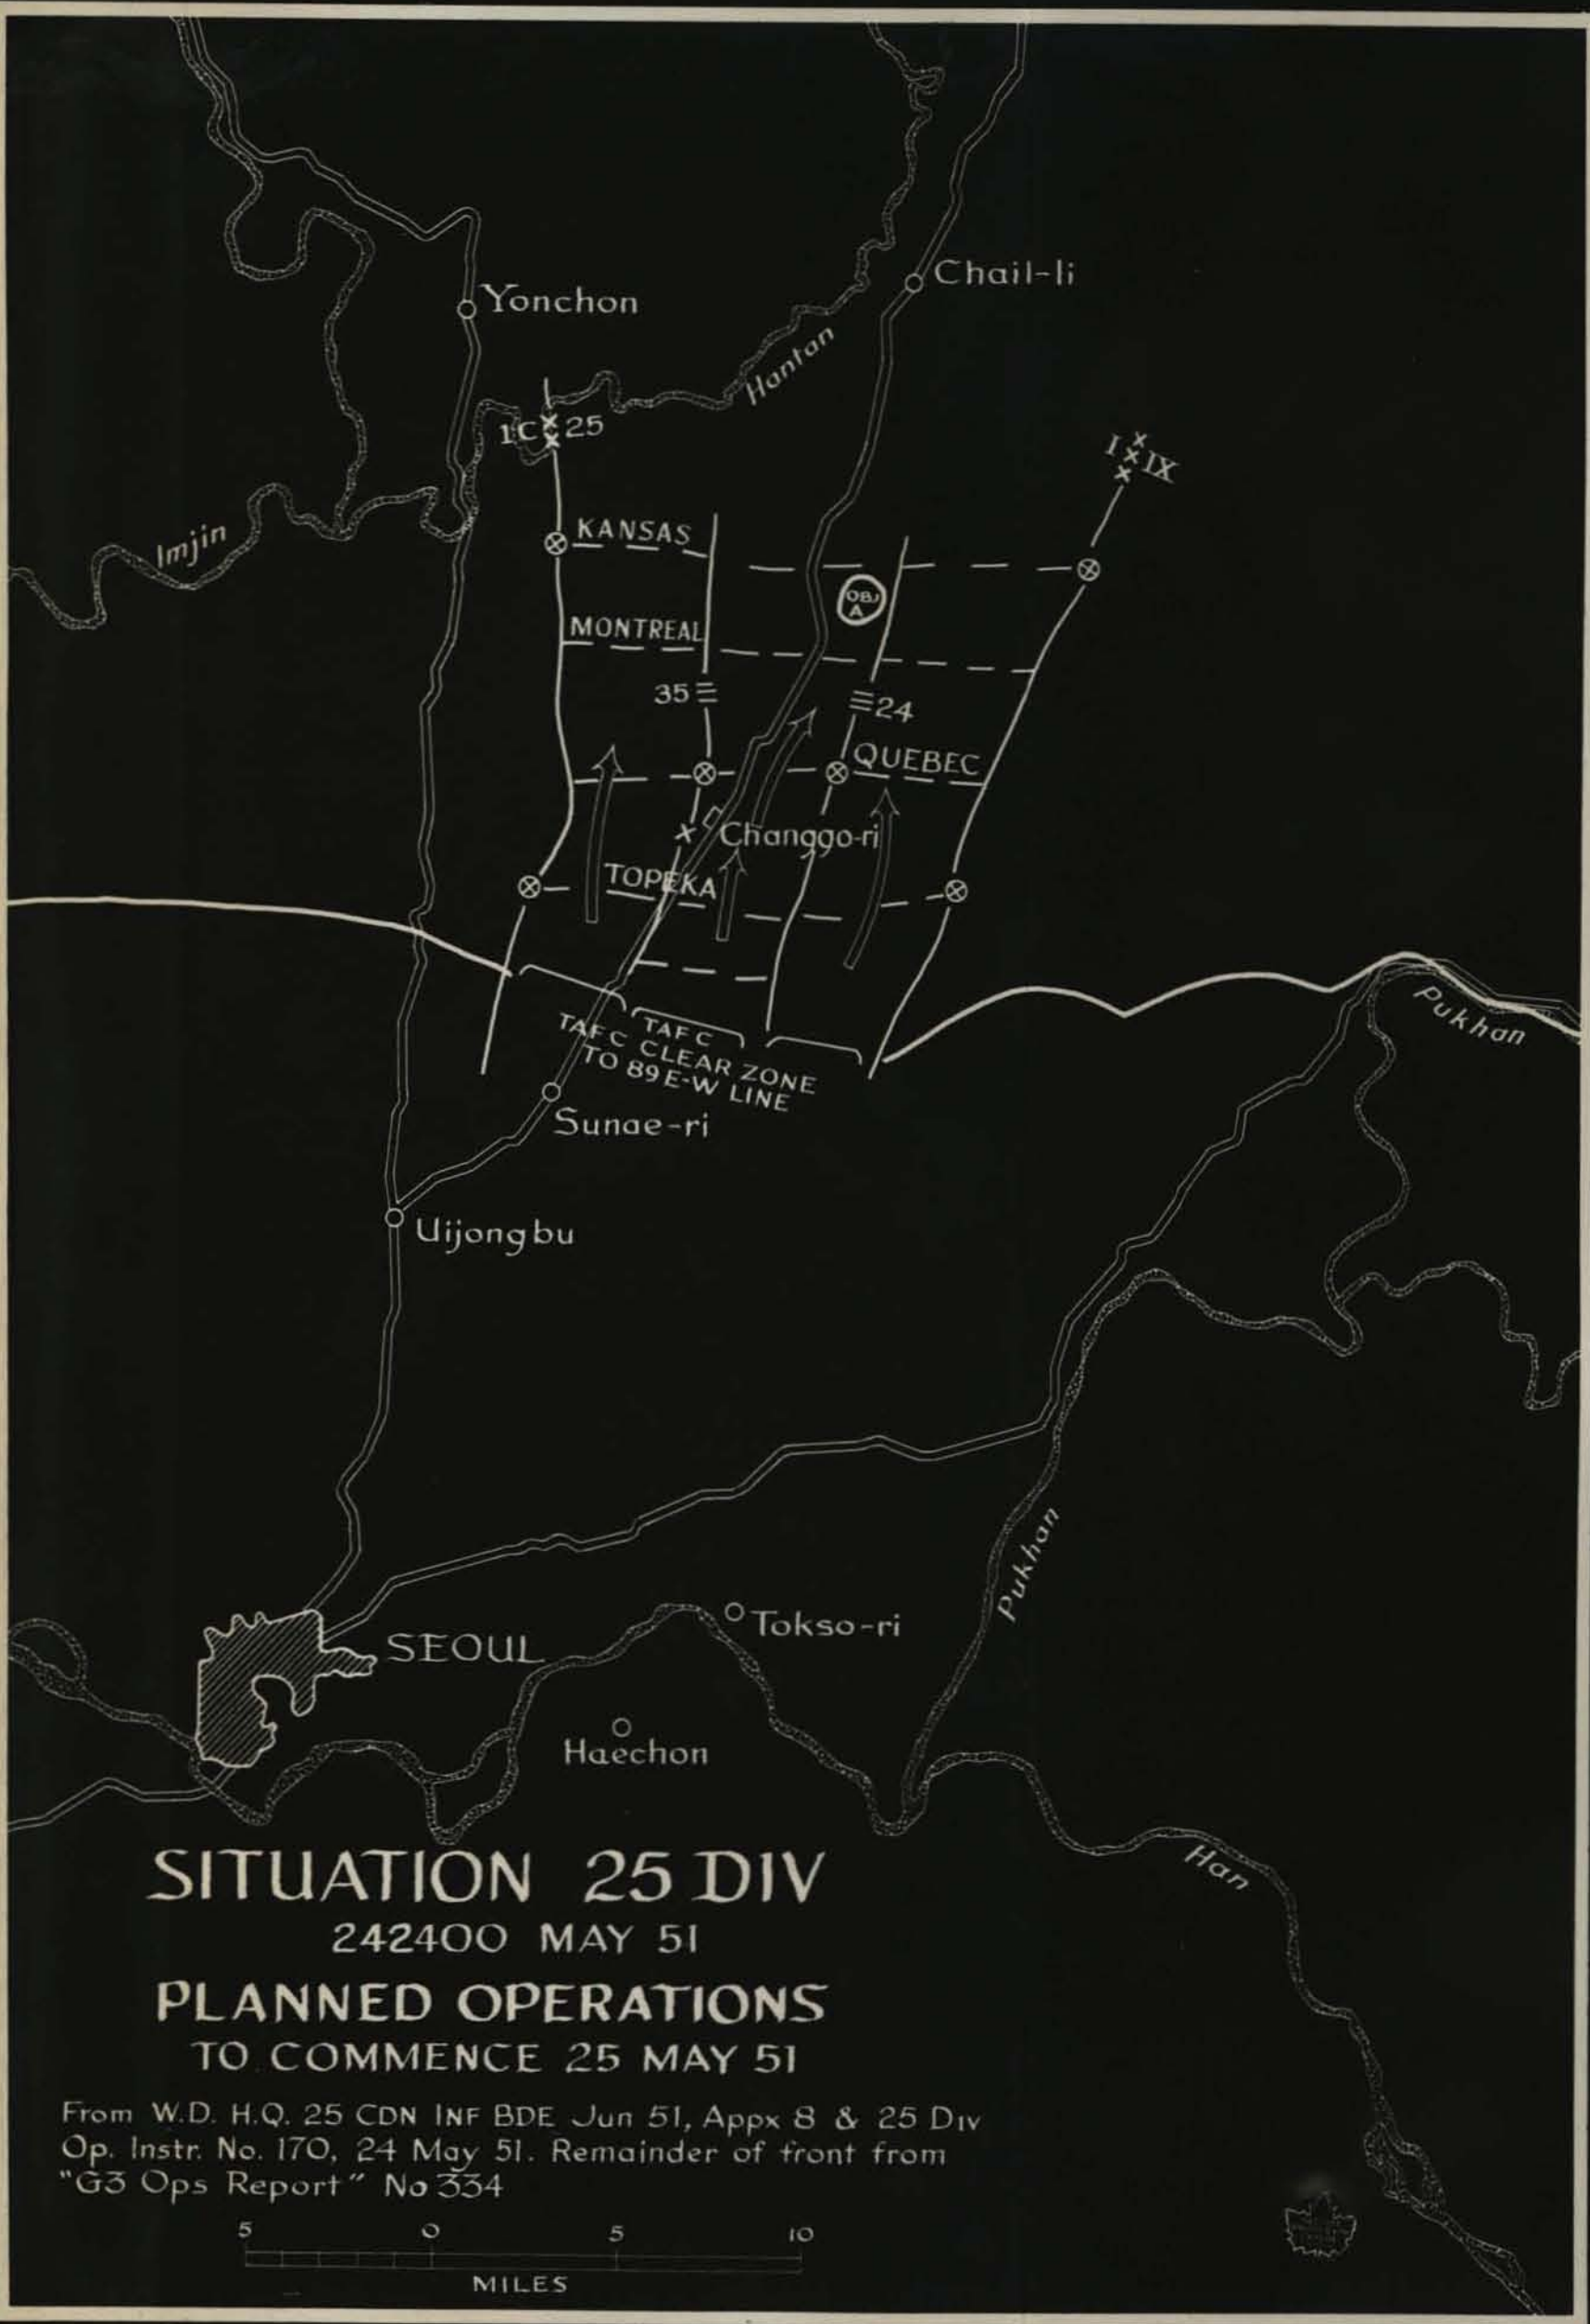 Chail-li
Yonchon
Hantan
1C 25
I IX
KANSAS
Imjin
OBJ
A
MONTREAL
35
24
QUEBEC
Changgo-ri
TOPEKA
Pukhan
TAFC
TAFC CLEAR ZONE
TO 89 E-W LINE
Sunae-ri
Uijongbu
Pukhan
Tokso-ri
SEOUL
Haechon
Han
SITUATION 25 DIV
242400 MAY 51
PLANNED OPERATIONS
TO COMMENCE 25 MAY 51
From W.D. H.Q. 25 CDN INF BDE Jun 51, Appx 8 & 25 DIV
Op. Instr. No. 170, 24 May 51. Remainder of front from
"G3 Ops Report" No 334
5 0 5 10
MILES